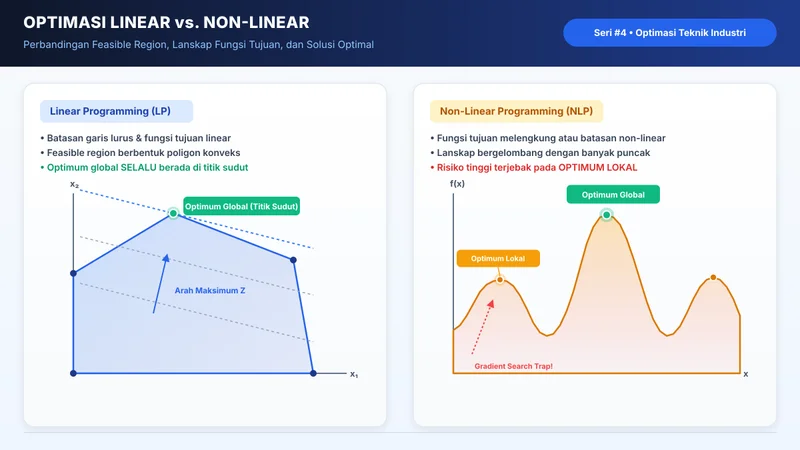 OPTIMASI LINEAR vs. NON-LINEAR
Perbandingan Feasible Region, Lanskap Fungsi Tujuan, dan Solusi Optimal
Seri #4 • Optimasi Teknik Industri
Linear Programming (LP)
• Batasan garis lurus & fungsi tujuan linear
• Feasible region berbentuk poligon konveks
• Optimum global SELALU berada di titik sudut
x₂
Optimum Global (Titik Sudut)
Arah Maksimum Z
x₁
Non-Linear Programming (NLP)
• Fungsi tujuan melengkung atau batasan non-linear
• Lanskap bergelombang dengan banyak puncak
• Risiko tinggi terjebak pada OPTIMUM LOKAL
f(x)
Optimum Global
Optimum Lokal
Gradient Search Trap!
x